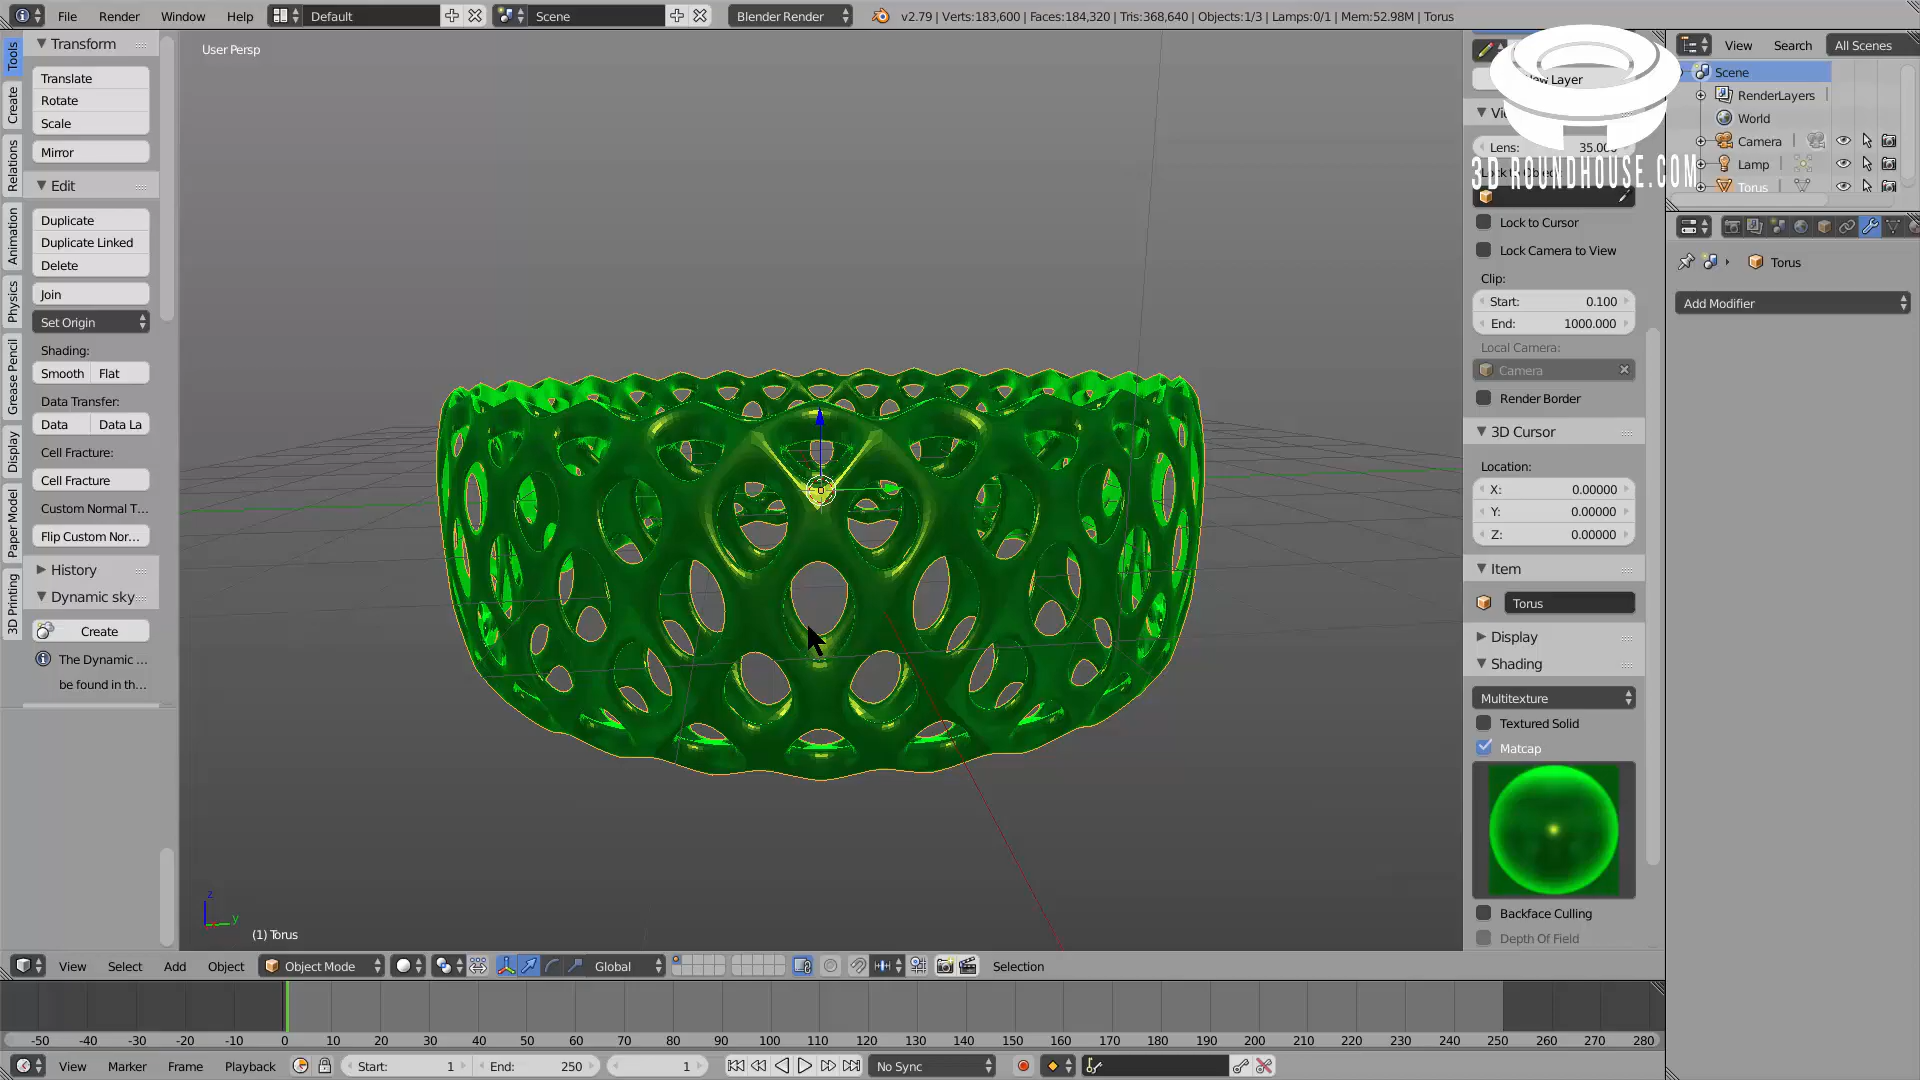 File Render Window Help Default Scene Blender Render v2.79 | Verts:183,600 | Faces:184,320 | Tris:368,640 | Objects:1/3 | Lamps:0/1 | Mem:52.98M | Torus
Tools
Create
Relations
Animation
Physics
Grease Pencil
Display
Paper Model
3D Printing
Transform
Translate
Rotate
Scale
Mirror
Edit
Duplicate
Duplicate Linked
Delete
Join
Set Origin
Shading:
Smooth Flat
Data Transfer:
Data Data La
Cell Fracture:
Cell Fracture
Custom Normal T...
Flip Custom Nor...
History
Dynamic sky
Create
The Dynamic ...
be found in th...
User Persp
z
y
(1) Torus
Layer
Lens: 35.000
Lock to Cursor
Lock Camera to View
Clip:
Start: 0.100
End: 1000.000
Local Camera:
Camera
Render Border
3D Cursor
Location:
X: 0.00000
Y: 0.00000
Z: 0.00000
Item
Torus
Display
Shading
Multitexture
Textured Solid
Matcap
Backface Culling
Depth Of Field
3D ROUNDHOUSE.COM
View Search All Scenes
Scene
RenderLayers
World
Camera
Lamp
Torus
Torus
Add Modifier
View Select Add Object Object Mode Global Selection
-50 -40 -30 -20 -10 0 10 20 30 40 50 60 70 80 90 100 110 120 130 140 150 160 170 180 190 200 210 220 230 240 250 260 270 280
View Marker Frame Playback Start: 1 End: 250 1 No Sync